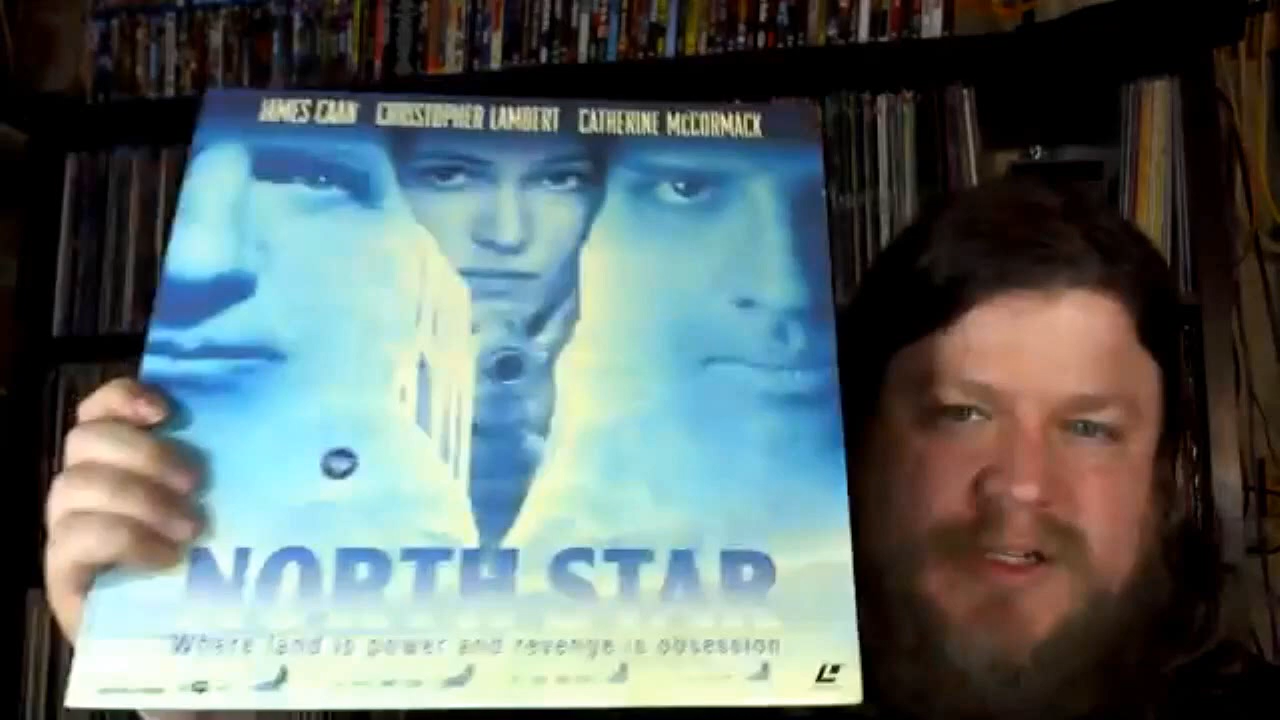 JAMES CAAN CHRISTOPHER LAMBERT CATHERINE McCORMACK
NORTH STAR
Where land is power and revenge is obsession